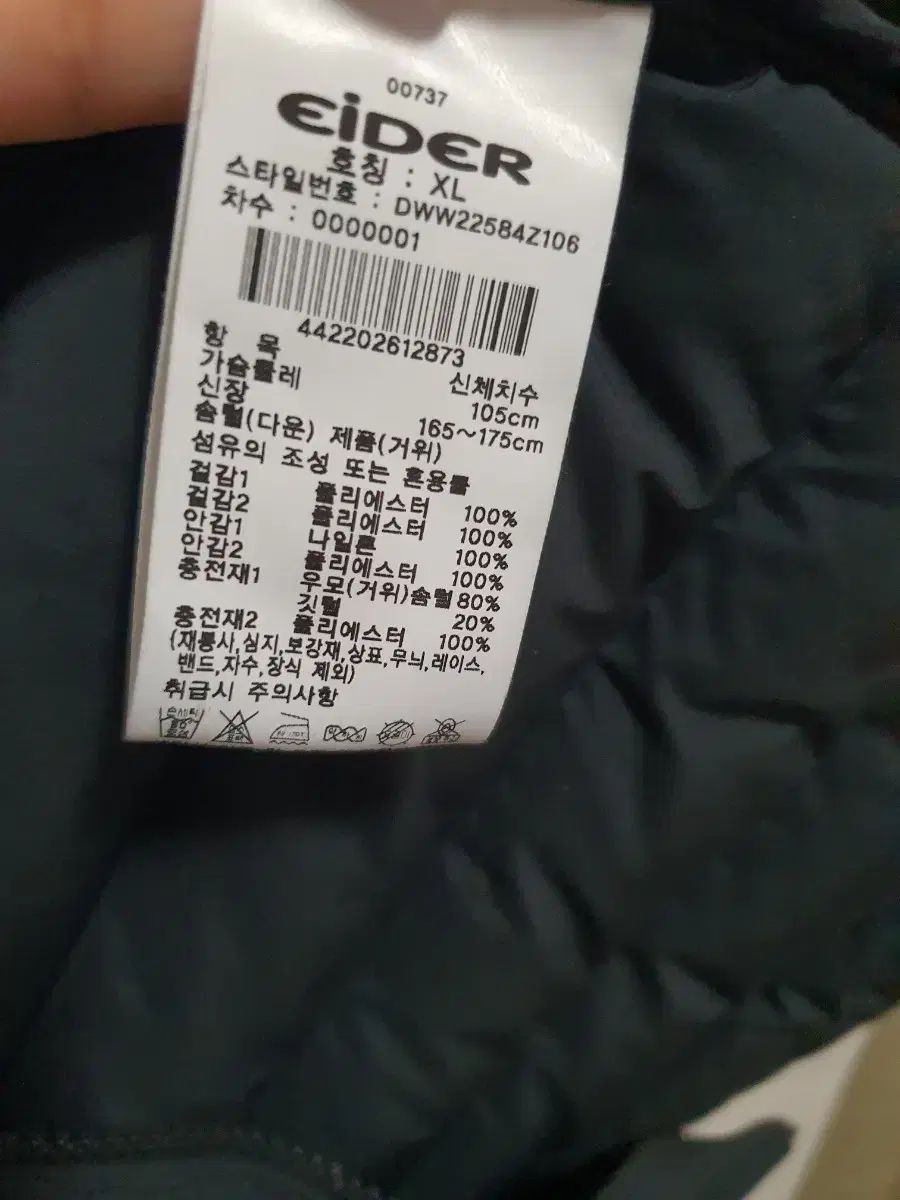 00737
EiDER
호칭 : XL
스타일번호 : DWW22584Z106
차수 : 0000001
442202612873
항 목 신체치수
가슴둘레 105cm
신장 165~175cm
솜털(다운) 제품(거위)
섬유의 조성 또는 혼용률
겉감1 폴리에스터 100%
겉감2 폴리에스터 100%
안감1 나일론 100%
안감2 폴리에스터 100%
충전재1 우모(거위)솜털 80%
깃털 20%
충전재2 폴리에스터 100%
(재봉사,심지,보강재,상표,무늬,레이스,
밴드,자수,장식 제외)
취급시 주의사항